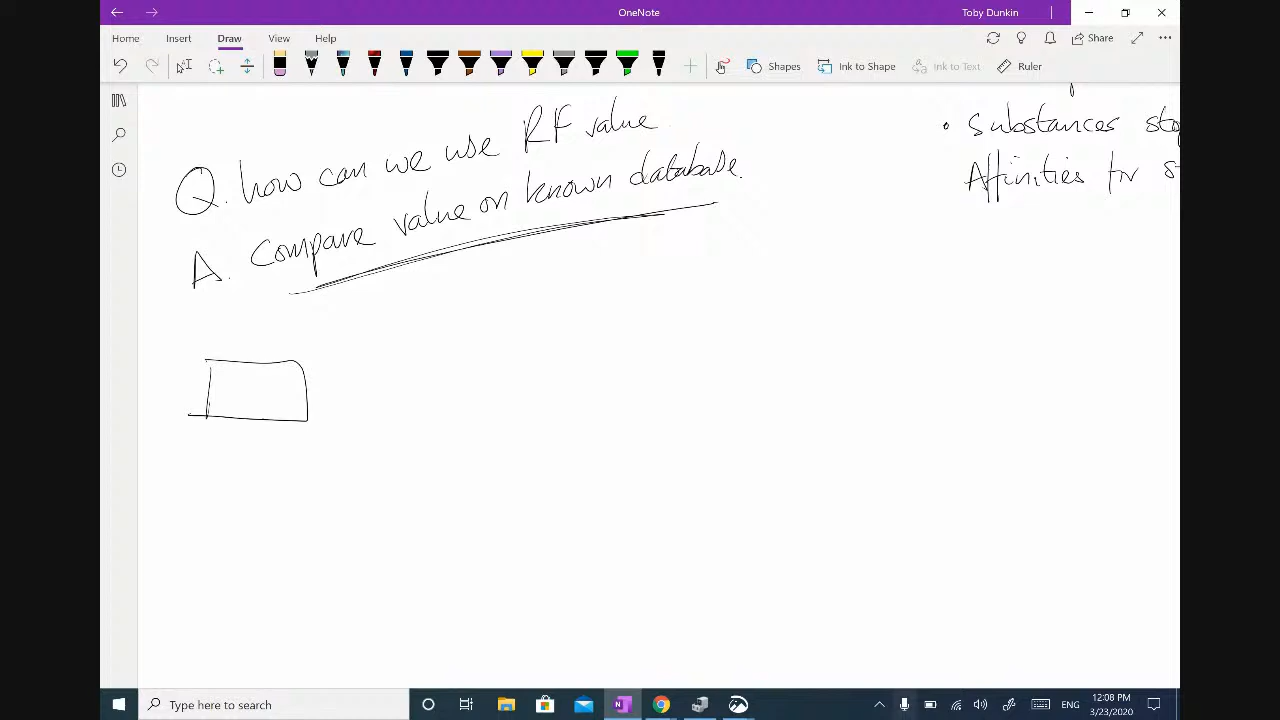 OneNote
Toby Dunkin
Home Insert Draw View Help
Share
Shapes
Ink to Shape
Ink to Text
Ruler
Q. how can we use RF value
A. Compare value on known database.
• Substances
Affinities for
Type here to search
ENG
12:08 PM
3/23/2020